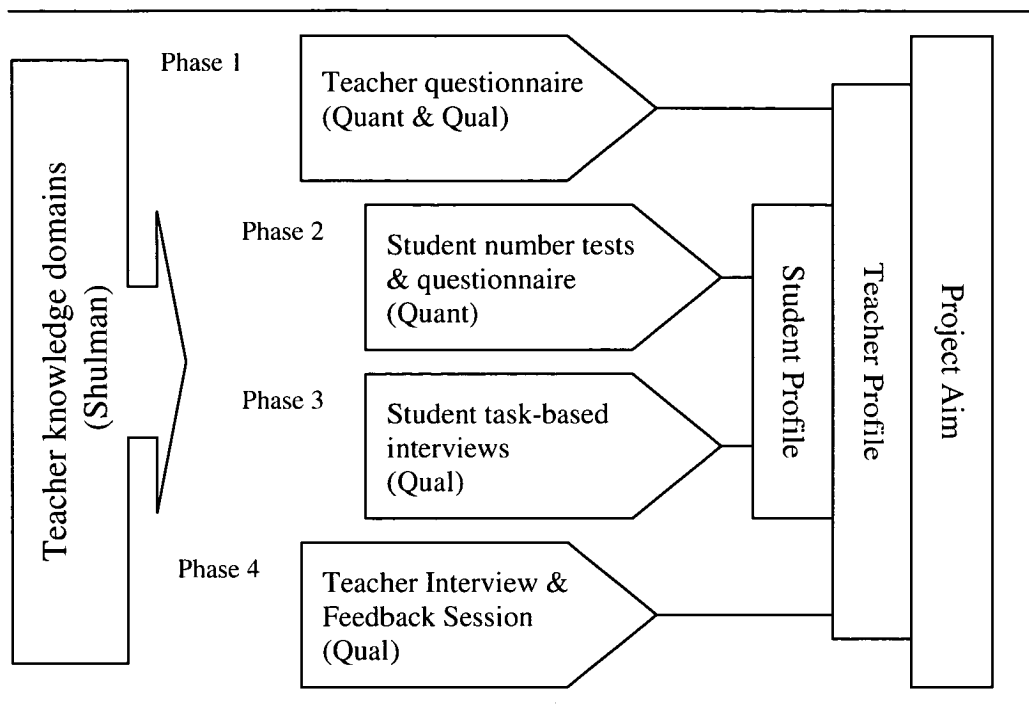 Teacher knowledge domains
(Shulman)
Phase 1
Teacher questionnaire
(Quant & Qual)
Phase 2
Student number tests
& questionnaire
(Quant)
Phase 3
Student task-based
interviews
(Qual)
Phase 4
Teacher Interview &
Feedback Session
(Qual)
Student Profile
Teacher Profile
Project Aim